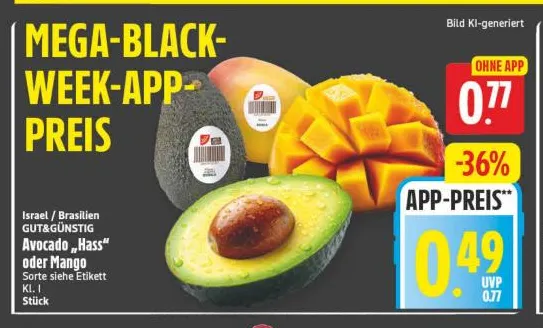 Bild KI-generiert
MEGA-BLACK-
WEEK-APP-
PREIS
OHNE APP
0.77
-36%
APP-PREIS**
0.49
UVP
0.77
Israel / Brasilien
GUT&GÜNSTIG
Avocado „Hass“
oder Mango
Sorte siehe Etikett
Kl. I
Stück